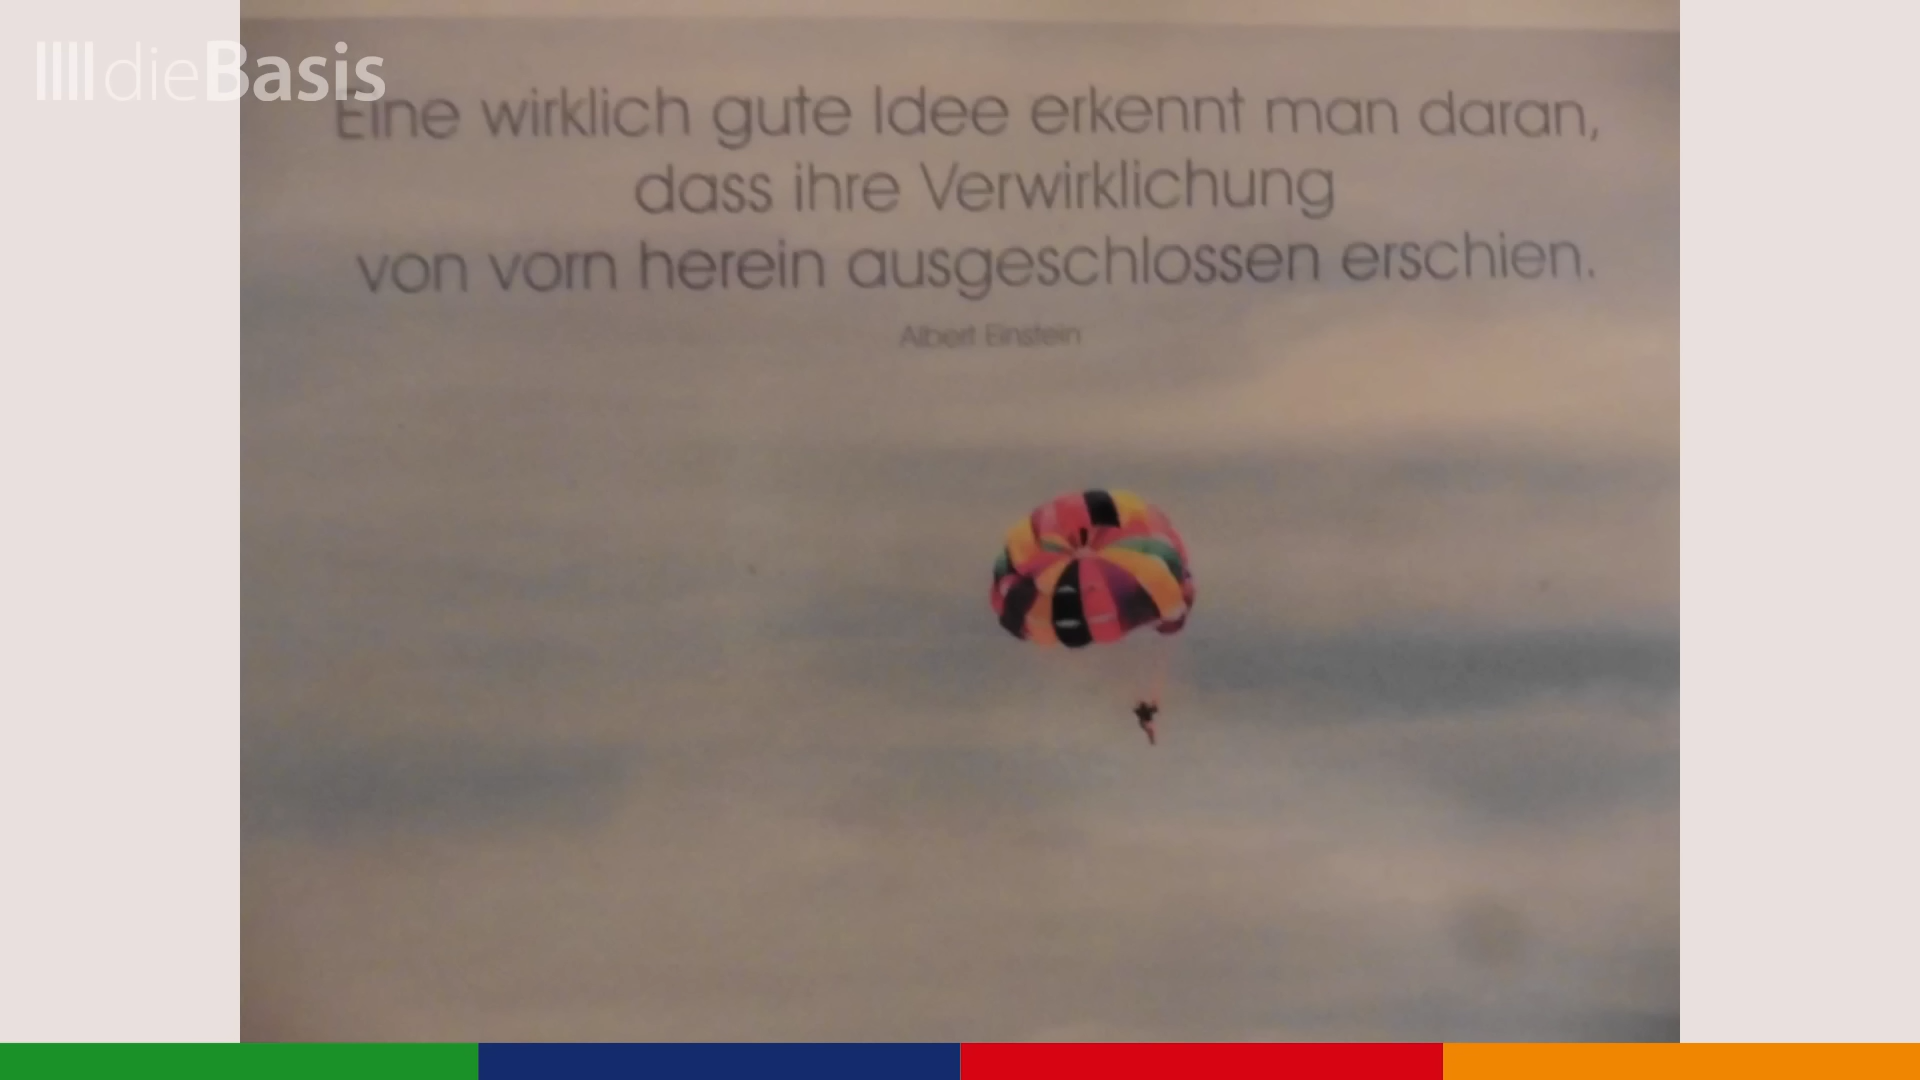 dieBasis
Eine wirklich gute Idee erkennt man daran,
dass ihre Verwirklichung
von vorn herein ausgeschlossen erschien.
Albert Einstein